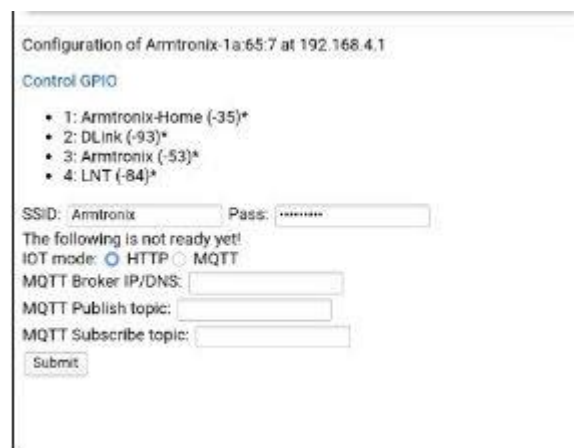 Configuration of Armtronix-1a:65:7 at 192.168.4.1
Control GPIO
1: Armtronix-Home (-35)*
2: DLink (-93)*
3: Armtronix (-53)*
4: LNT (-84)*
SSID: Armtronix Pass: ·········
The following is not ready yet!
IOT mode: HTTP MQTT
MQTT Broker IP/DNS:
MQTT Publish topic:
MQTT Subscribe topic:
Submit